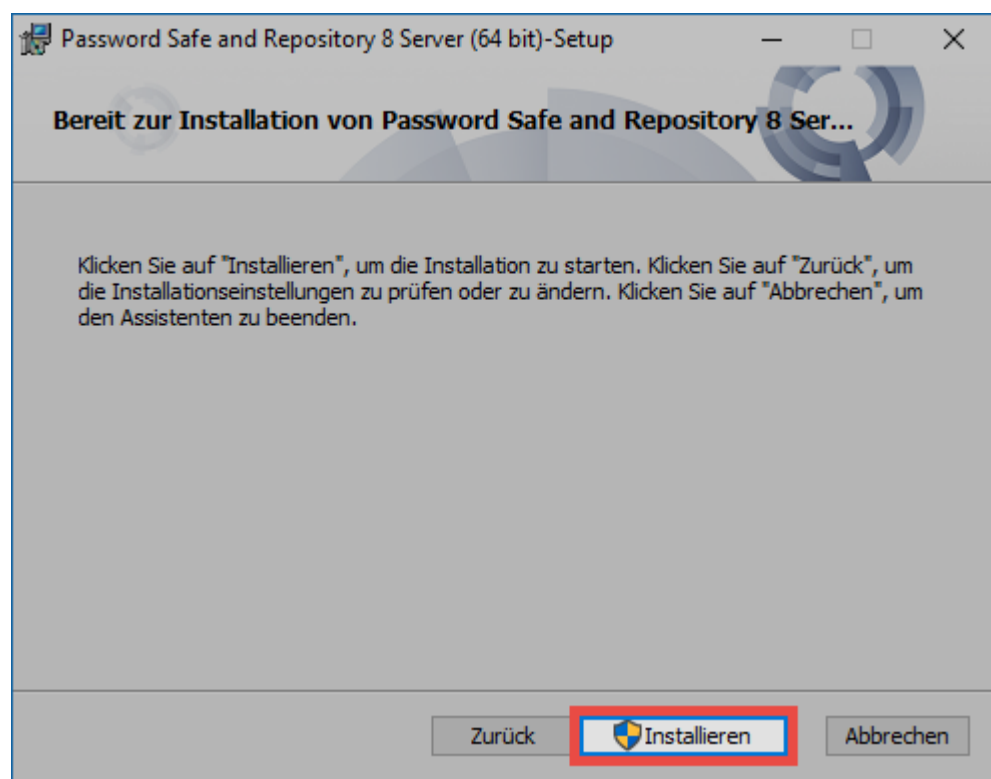 Password Safe and Repository 8 Server (64 bit)-Setup
Bereit zur Installation von Password Safe and Repository 8 Ser...
Klicken Sie auf "Installieren", um die Installation zu starten. Klicken Sie auf "Zurück", um
die Installationseinstellungen zu prüfen oder zu ändern. Klicken Sie auf "Abbrechen", um
den Assistenten zu beenden.
Zurück
Installieren
Abbrechen